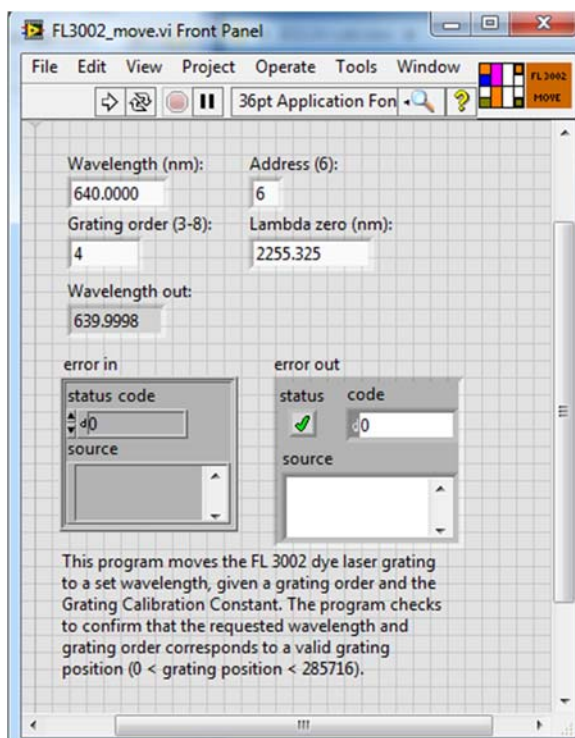 FL3002_move.vi Front Panel
File Edit View Project Operate Tools Window
FL 3002
MOVE
36pt Application Fon
Wavelength (nm): Address (6):
640.0000 6
Grating order (3-8): Lambda zero (nm):
4 2255.325
Wavelength out:
639.9998
error in error out
status code status code
d0 d0
source source
This program moves the FL 3002 dye laser grating
to a set wavelength, given a grating order and the
Grating Calibration Constant. The program checks
to confirm that the requested wavelength and
grating order corresponds to a valid grating
position (0 < grating position < 285716).